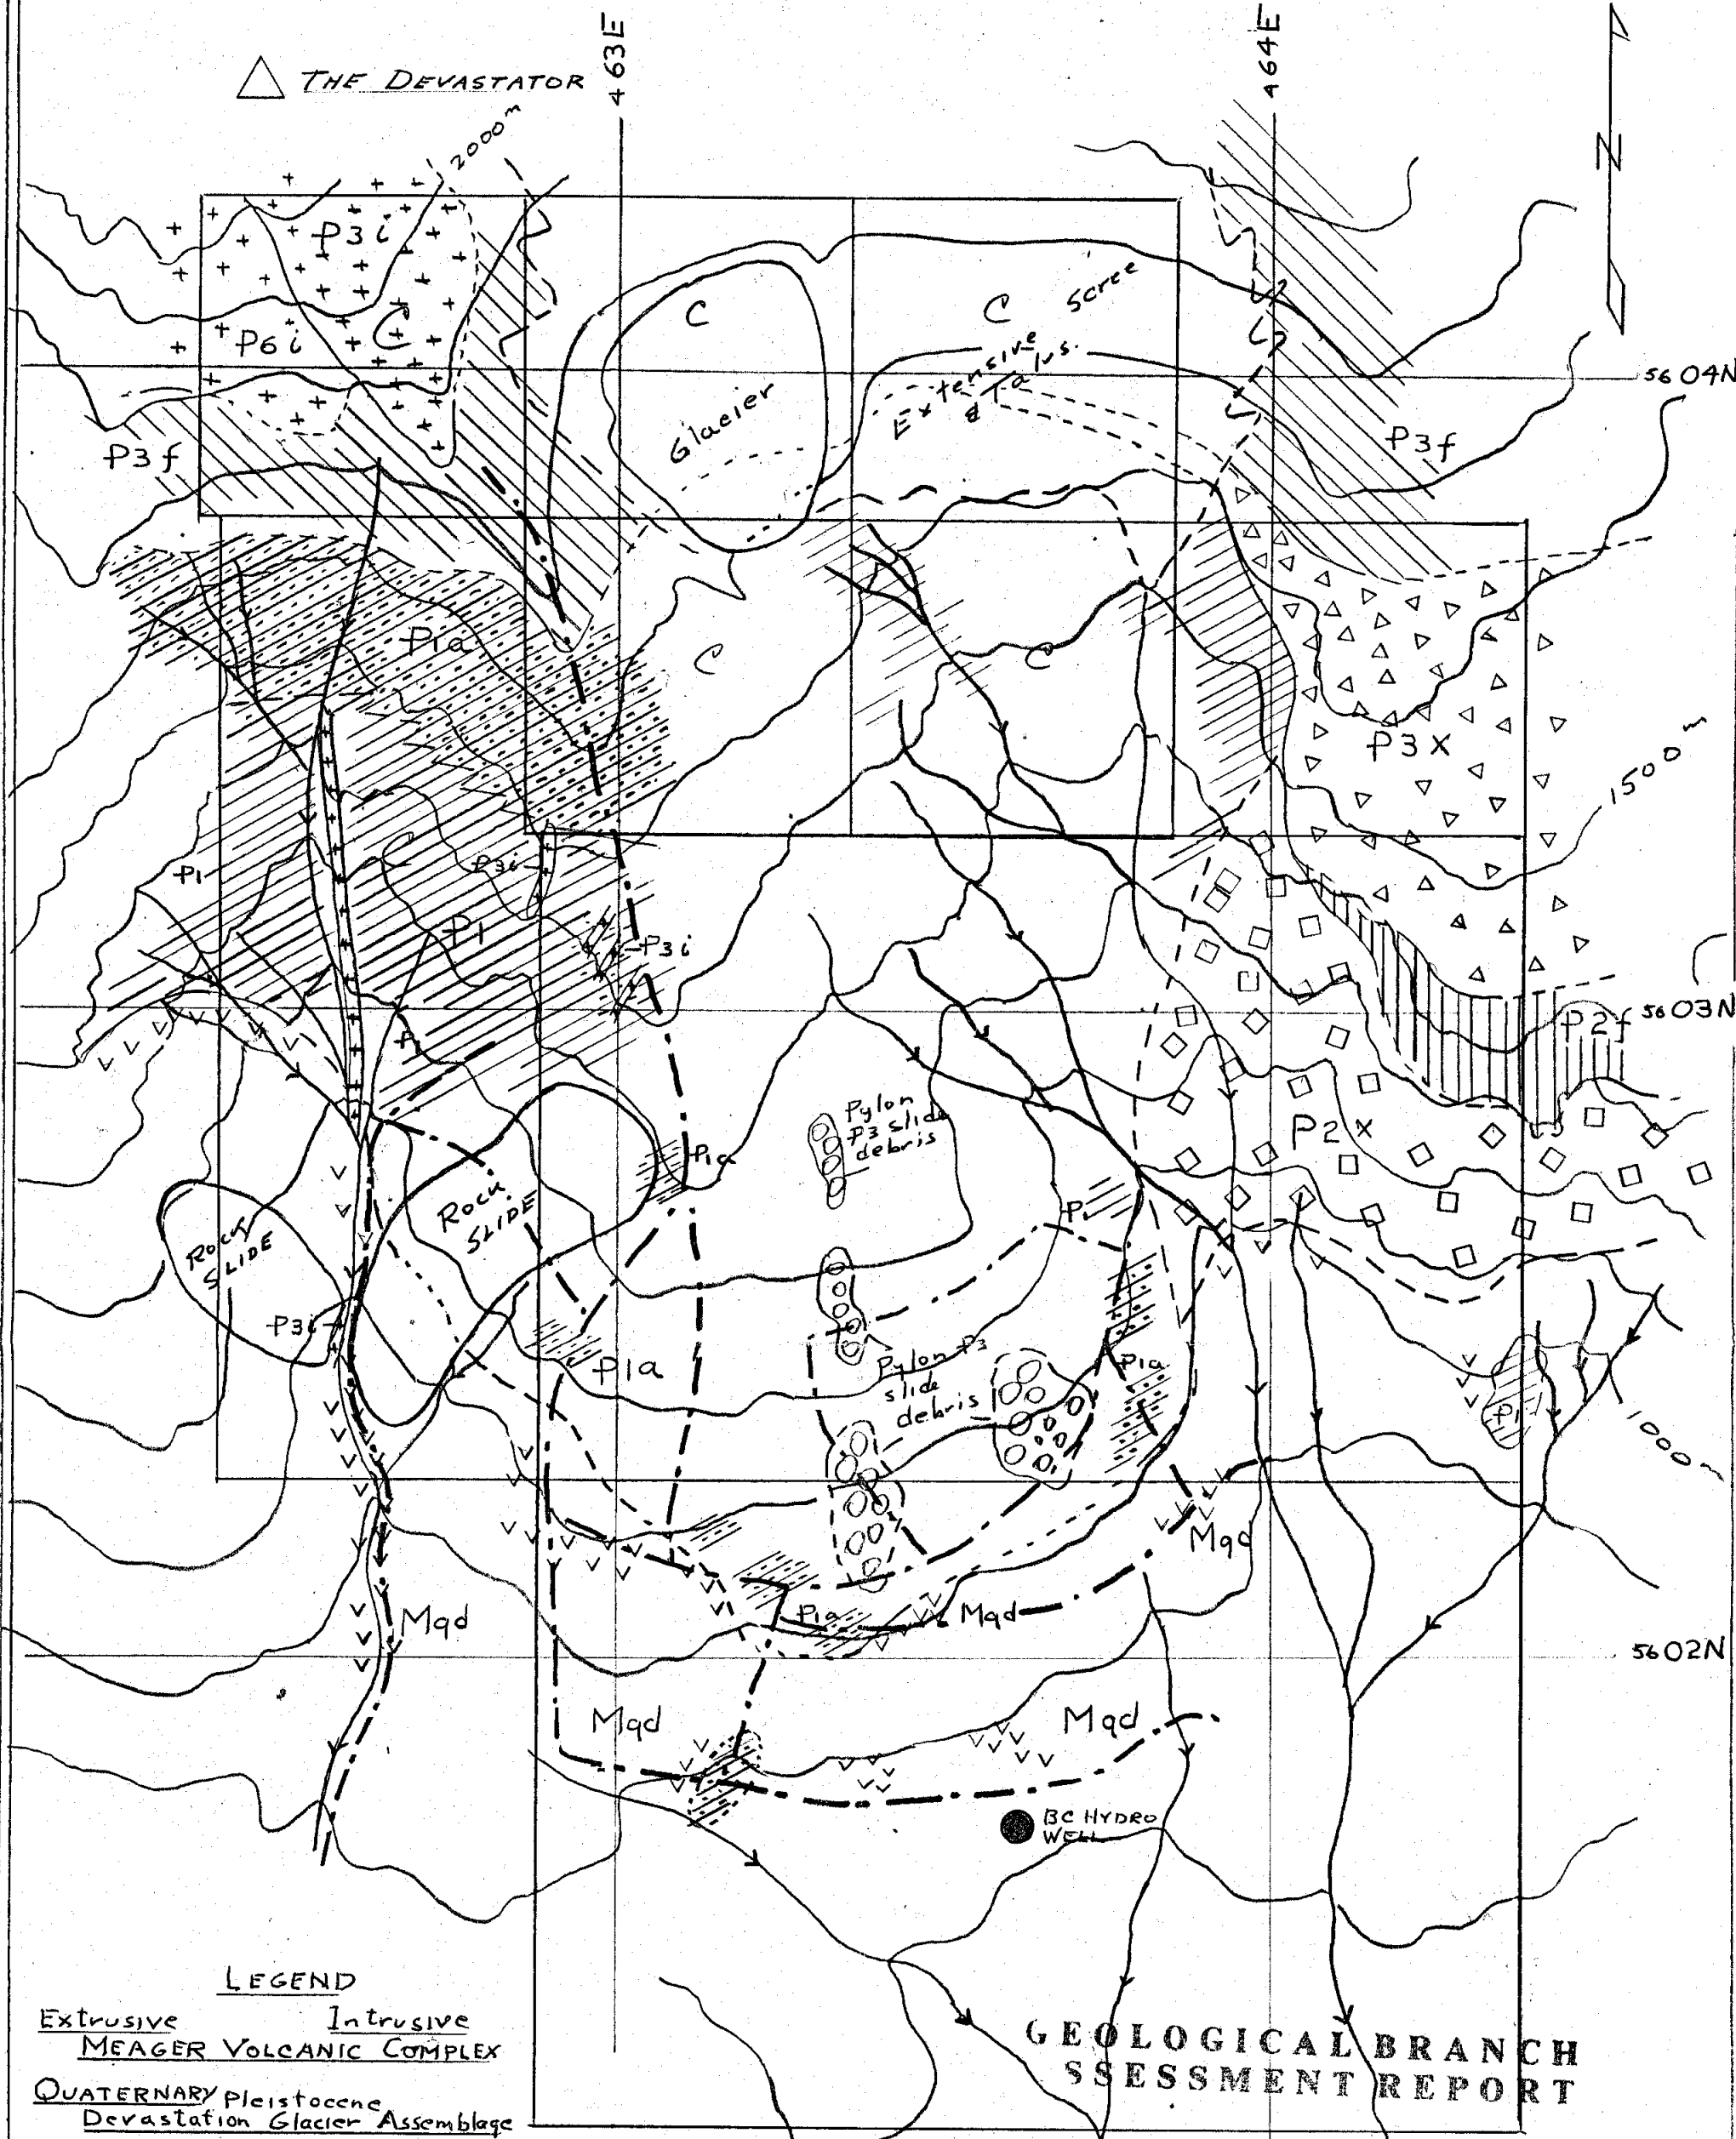 463E
464E
THE DEVASTATOR
2000m
N
P3i
C
C
Scree
P6i
C
Extensive
& Talus.
5604N
Glacier
P3f
P3f
P1a
C
C
P3x
1500m
P3i
P1
P1
P3i
5603N
P2f
P1
Pylon
P3 slide
debris
P2x
P1a
ROCK
SLIDE
ROCK
SLIDE
P1
P3i
P1a
Pylon P3
slide
debris
P1a
P1
1000m
Mqd
Mqd
P1a
Mqd
5602N
Mqd
Mqd
BC HYDRO
WELL
LEGEND
Extrusive Intrusive
MEAGER VOLCANIC COMPLEX
QUATERNARY Pleistocene
Devastation Glacier Assemblage
GEOLOGICAL BRANCH
SSESSMENT REPORT